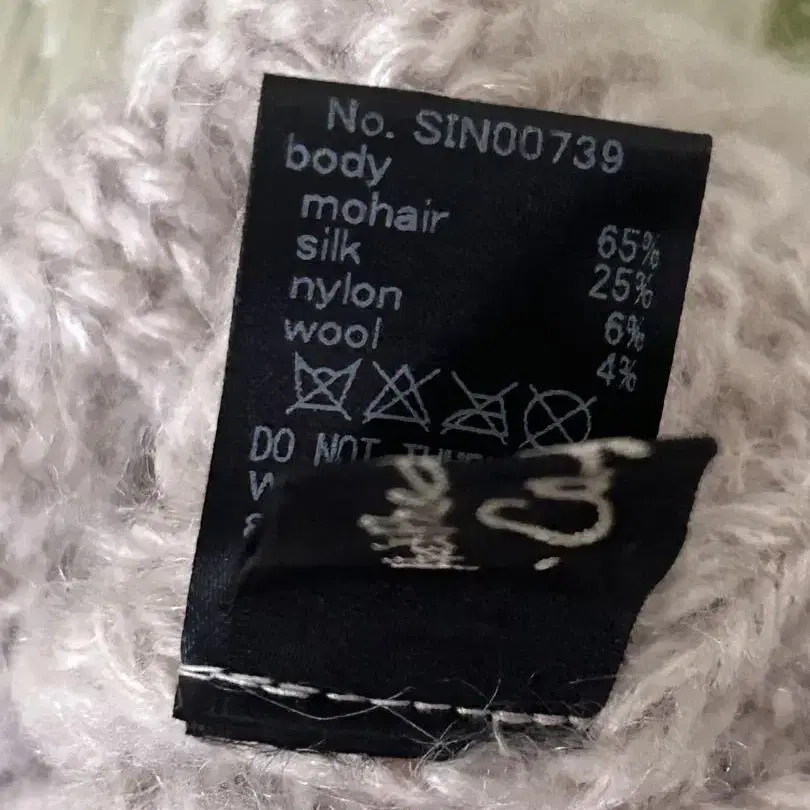 No. SIN00739
body
mohair 65%
silk 25%
nylon 6%
wool 4%
DO NOT